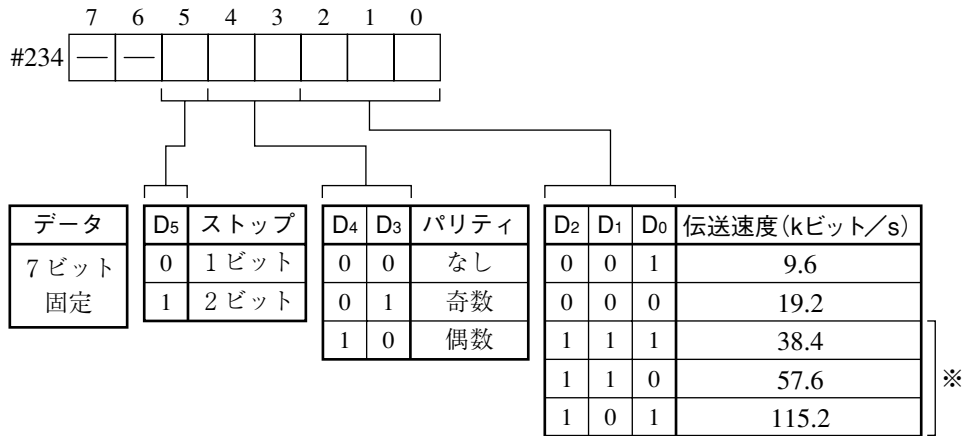 7 6 5 4 3 2 1 0
#234 — —
データ
7ビット
固定
D5 ストップ
0 1ビット
1 2ビット
D4 D3 パリティ
0 0 なし
0 1 奇数
1 0 偶数
D2 D1 D0 伝送速度(kビット/s)
0 0 1 9.6
0 0 0 19.2
1 1 1 38.4
1 1 0 57.6
1 0 1 115.2
※